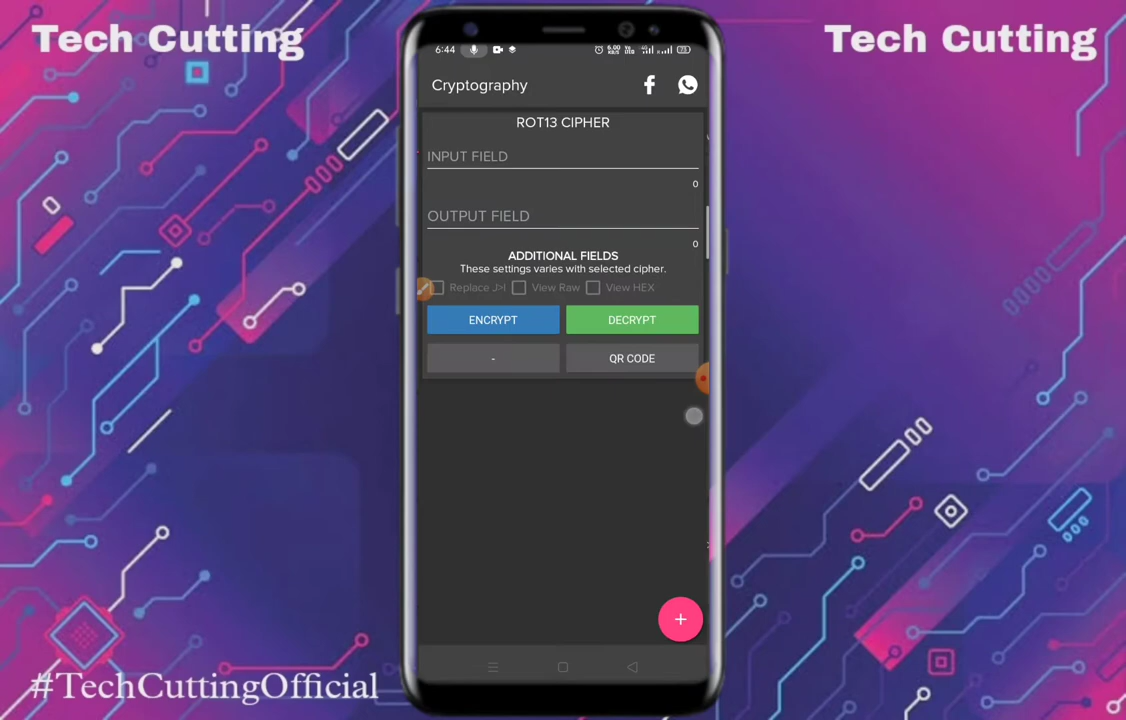 Tech Cutting
Tech Cutting
6:44
Cryptography
ROT13 CIPHER
INPUT FIELD
0
OUTPUT FIELD
0
ADDITIONAL FIELDS
These settings varies with selected cipher.
Replace J>I View Raw View HEX
ENCRYPT DECRYPT
- QR CODE
+
#TechCuttingOfficial